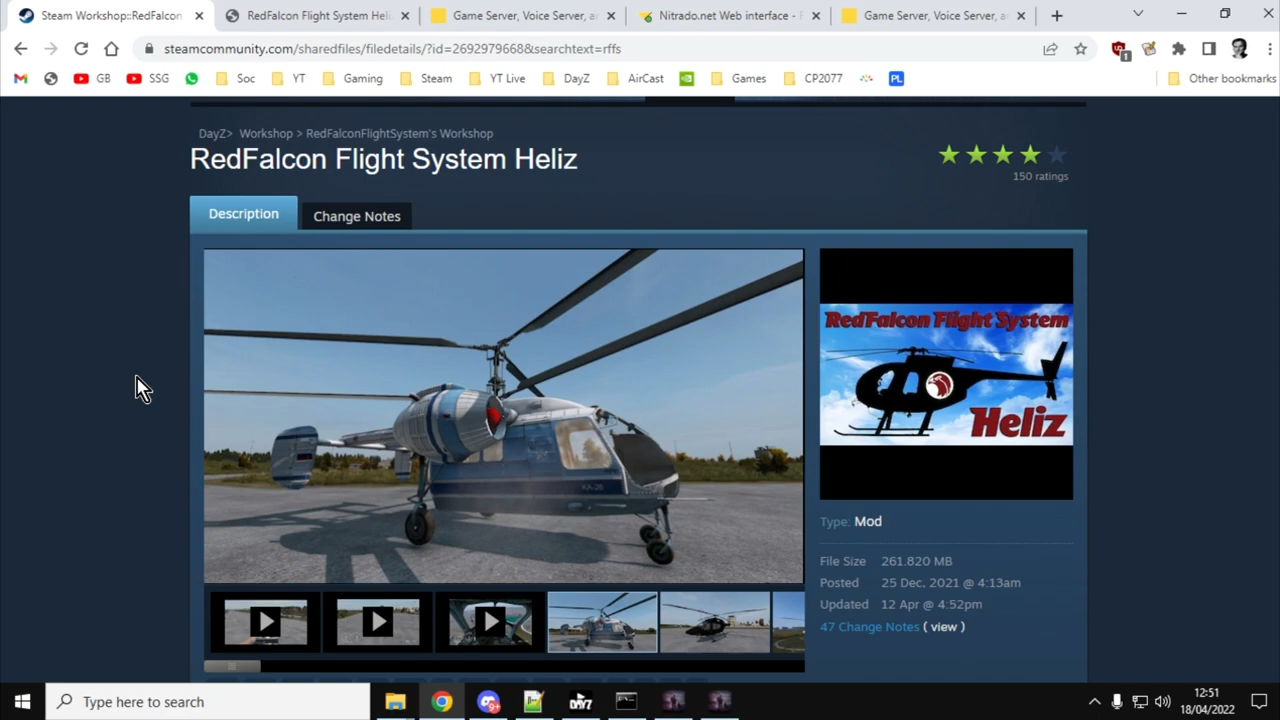 Steam Workshop::RedFalcon
RedFalcon Flight System Heli
Game Server, Voice Server, a
Nitrado.net Web interface -
Game Server, Voice Server, a
steamcommunity.com/sharedfiles/filedetails/?id=2692979668&searchtext=rffs
1
GB
SSG
Soc
YT
Gaming
Steam
YT Live
DayZ
AirCast
Games
CP2077
PL
Other bookmarks
DayZ> Workshop > RedFalconFlightSystem's Workshop
RedFalcon Flight System Heliz
150 ratings
Description
Change Notes
RedFalcon Flight System
Heliz
KA-26
Type: Mod
File Size 261.820 MB
Posted 25 Dec, 2021 @ 4:13am
Updated 12 Apr @ 4:52pm
47 Change Notes ( view )
Type here to search
DAYZ
12:51
18/04/2022